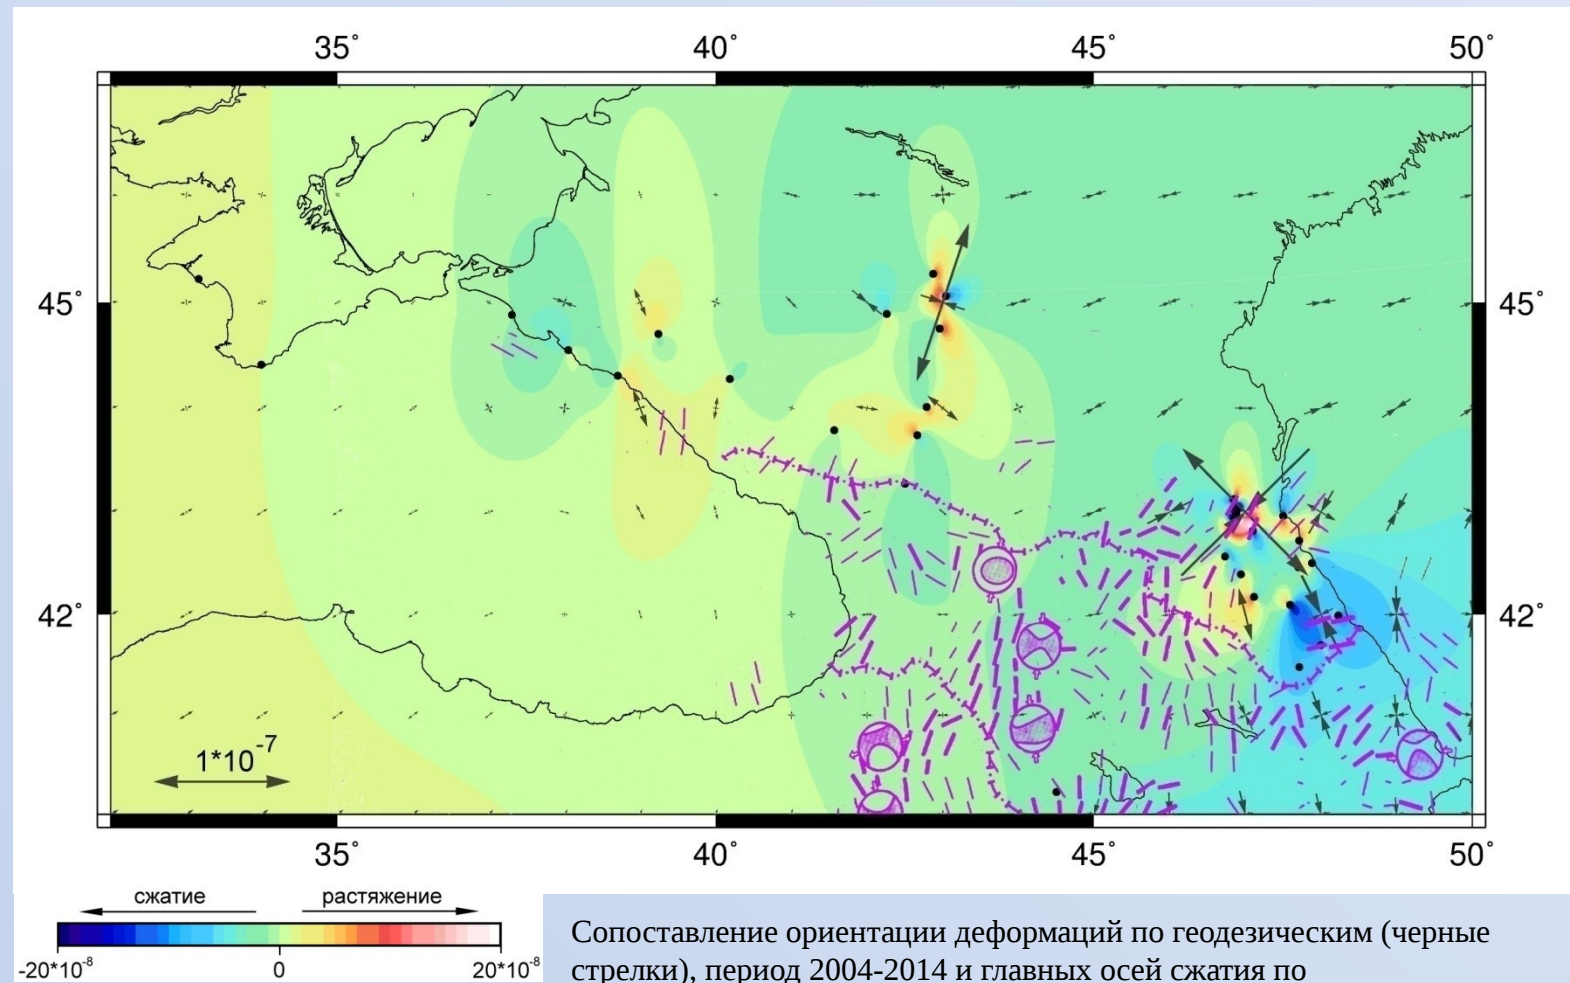 35° 40° 45° 50°
45° 45°
42° 42°
1*10⁻⁷
35° 40° 45° 50°
сжатие растяжение
-20*10⁻⁸ 0 20*10⁻⁸
Сопоставление ориентации деформаций по геодезическим (черные
стрелки), период 2004-2014 и главных осей сжатия по